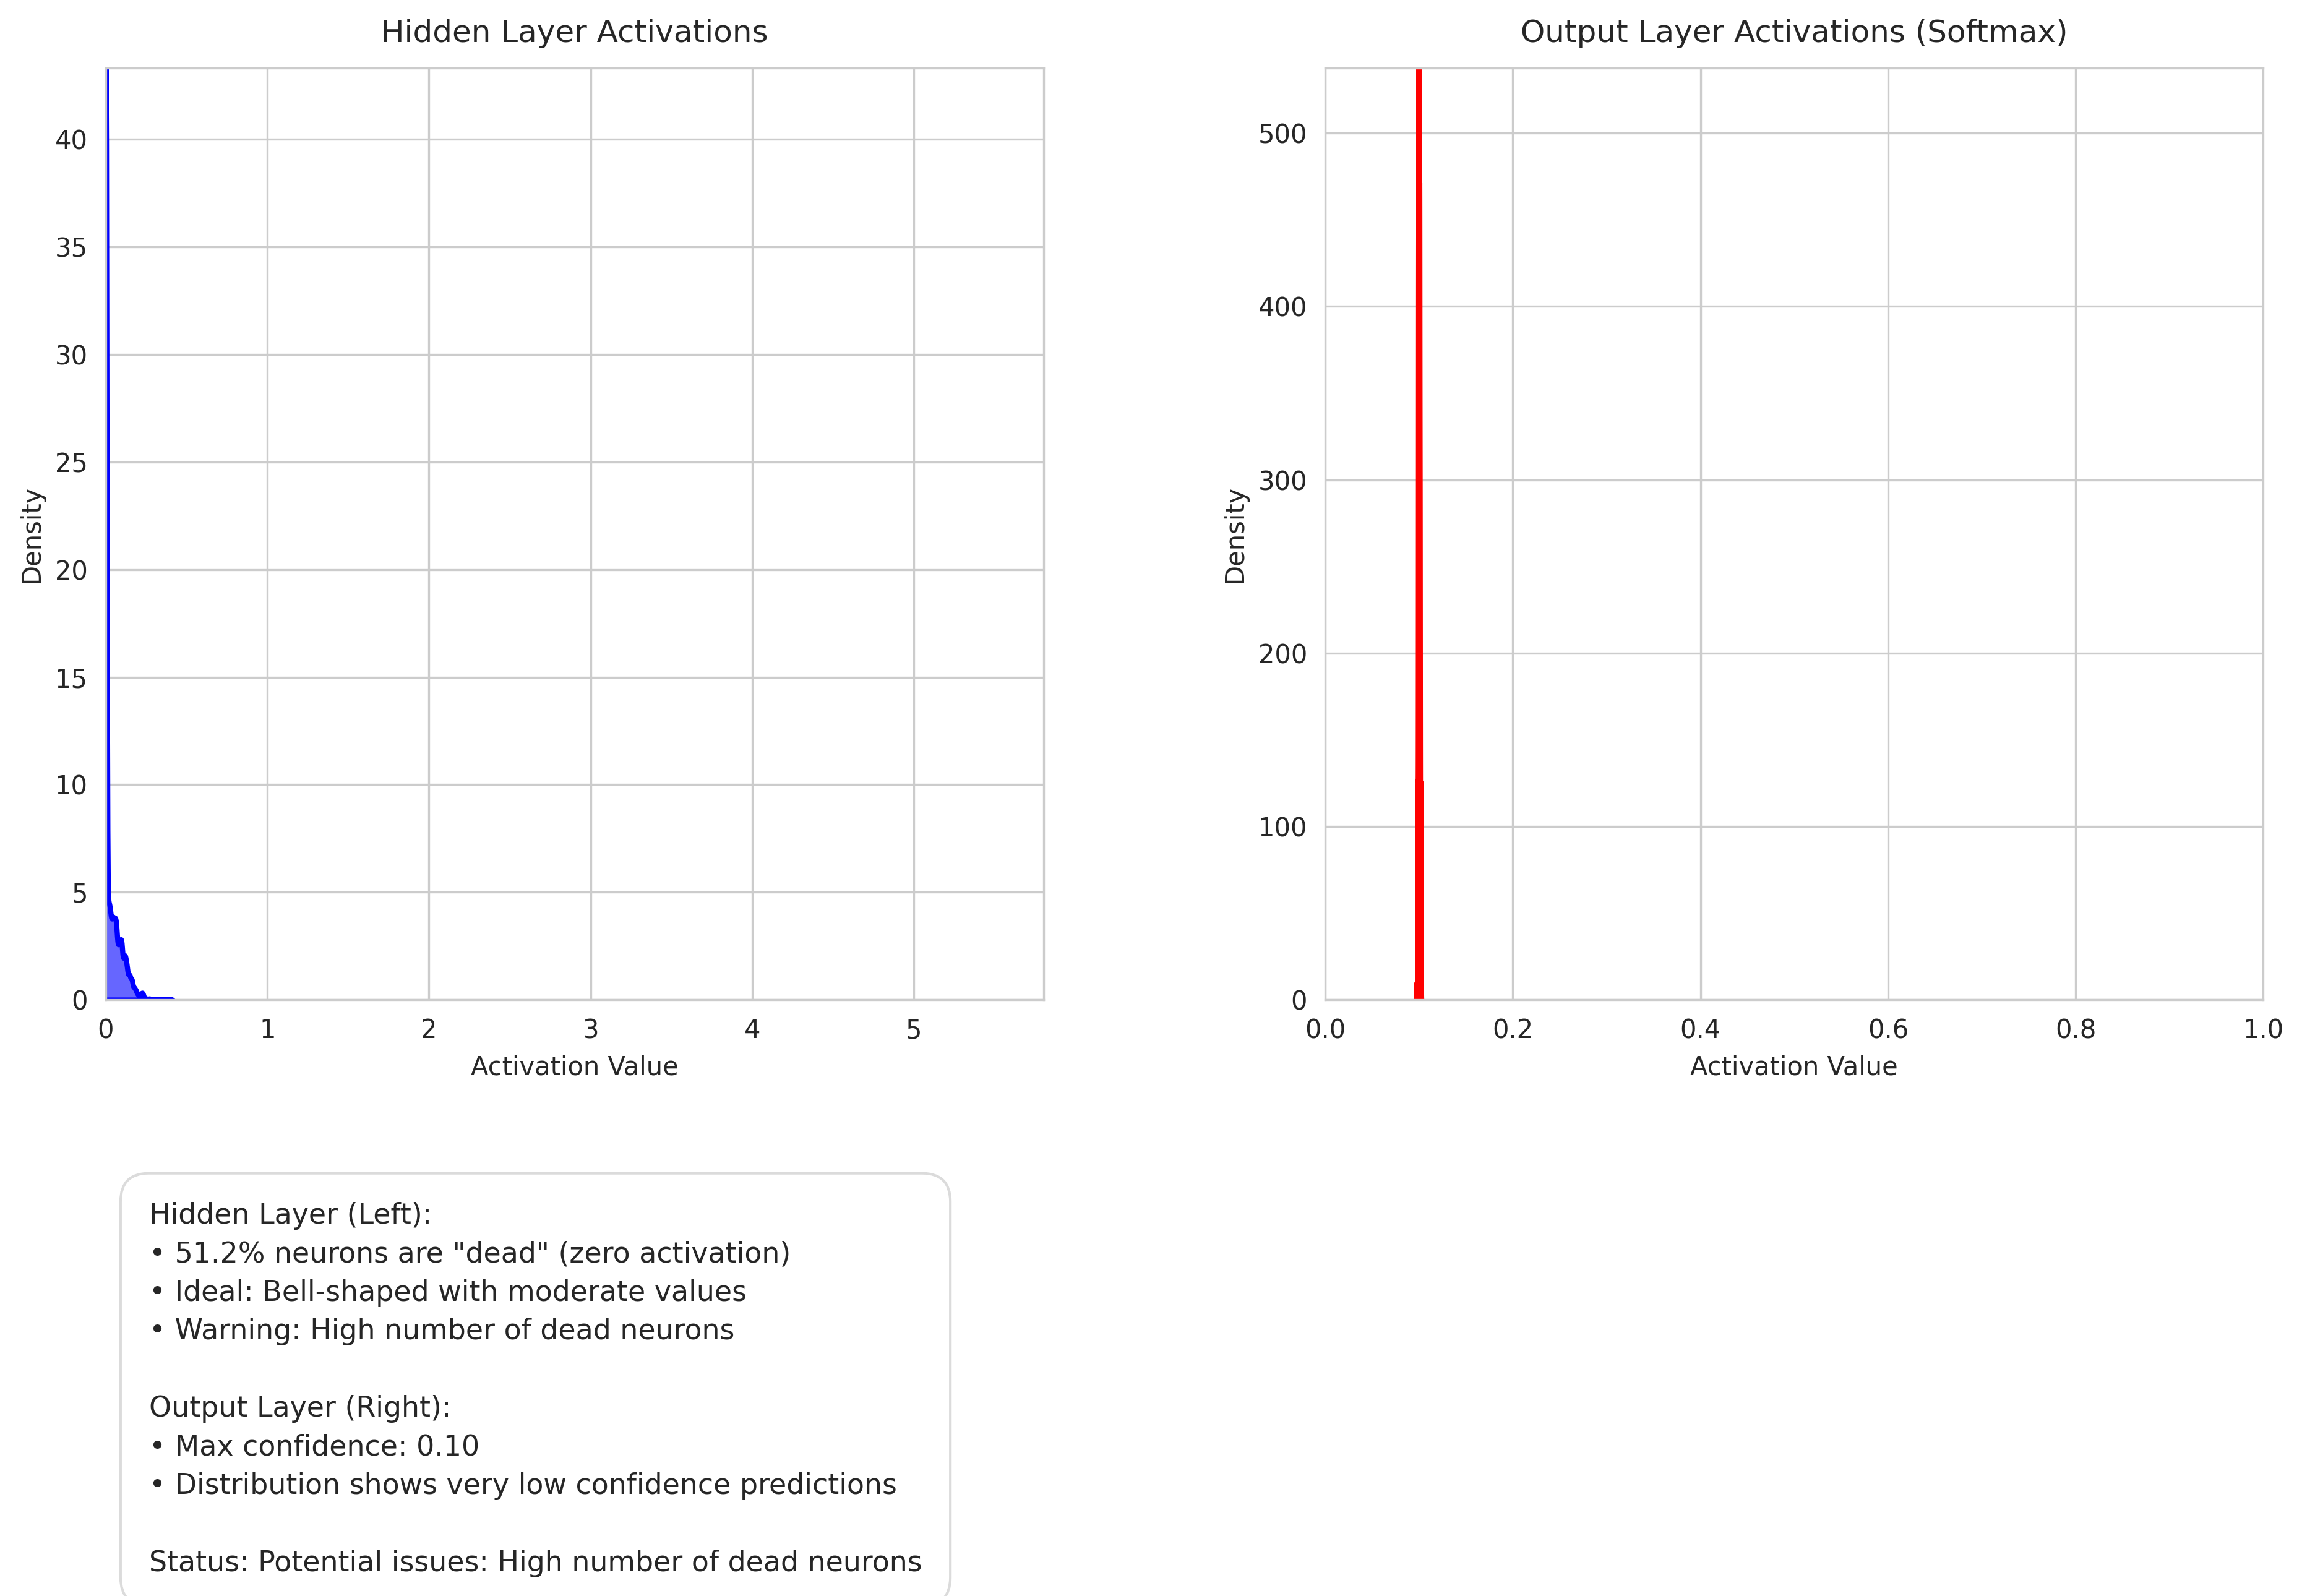 Hidden Layer Activations
Density
40
35
30
25
20
15
10
5
0
0 1 2 3 4 5
Activation Value
Output Layer Activations (Softmax)
Density
500
400
300
200
100
0
0.0 0.2 0.4 0.6 0.8 1.0
Activation Value
Hidden Layer (Left):
• 51.2% neurons are "dead" (zero activation)
• Ideal: Bell-shaped with moderate values
• Warning: High number of dead neurons
Output Layer (Right):
• Max confidence: 0.10
• Distribution shows very low confidence predictions
Status: Potential issues: High number of dead neurons